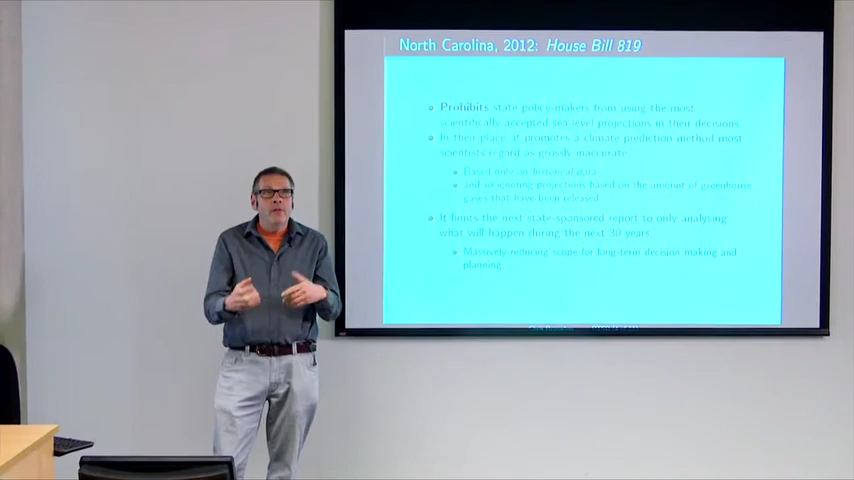 North Carolina, 2012: House Bill 819
Prohibits state policy-makers from using the most
scientifically accepted sea-level projections in their decisions
In their place, it promotes a climate prediction method most
scientists regard as grossly inaccurate
Based only on historical data
and so ignoring projections based on the amount of greenhouse
gases that have been released
It limits the next state-sponsored report to only analysing
what will happen during the next 30 years
Massively reducing scope for long-term decision making and
planning